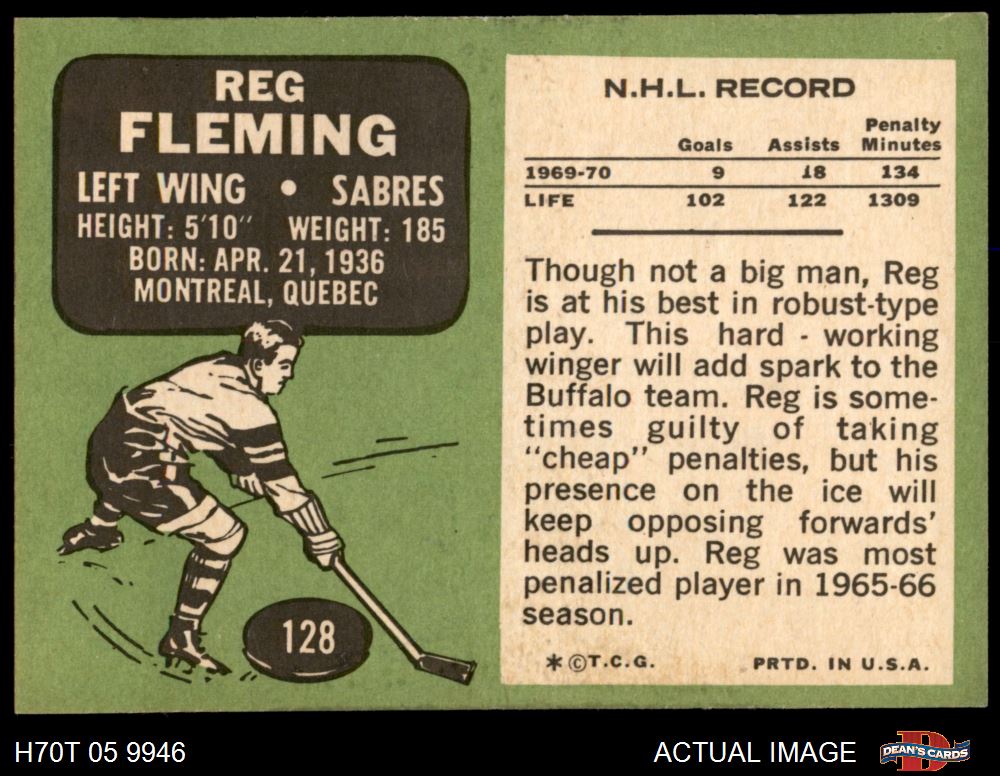 REG
FLEMING
LEFT WING • SABRES
HEIGHT: 5'10" WEIGHT: 185
BORN: APR. 21, 1936
MONTREAL, QUEBEC
128
N.H.L. RECORD
Goals Assists Penalty Minutes
1969-70 9 18 134
LIFE 102 122 1309
Though not a big man, Reg
is at his best in robust-type
play. This hard - working
winger will add spark to the
Buffalo team. Reg is some-
times guilty of taking
"cheap" penalties, but his
presence on the ice will
keep opposing forwards'
heads up. Reg was most
penalized player in 1965-66
season.
*©T.C.G. PRTD. IN U.S.A.
H70T 05 9946 ACTUAL IMAGE
D
DEAN'S CARDS